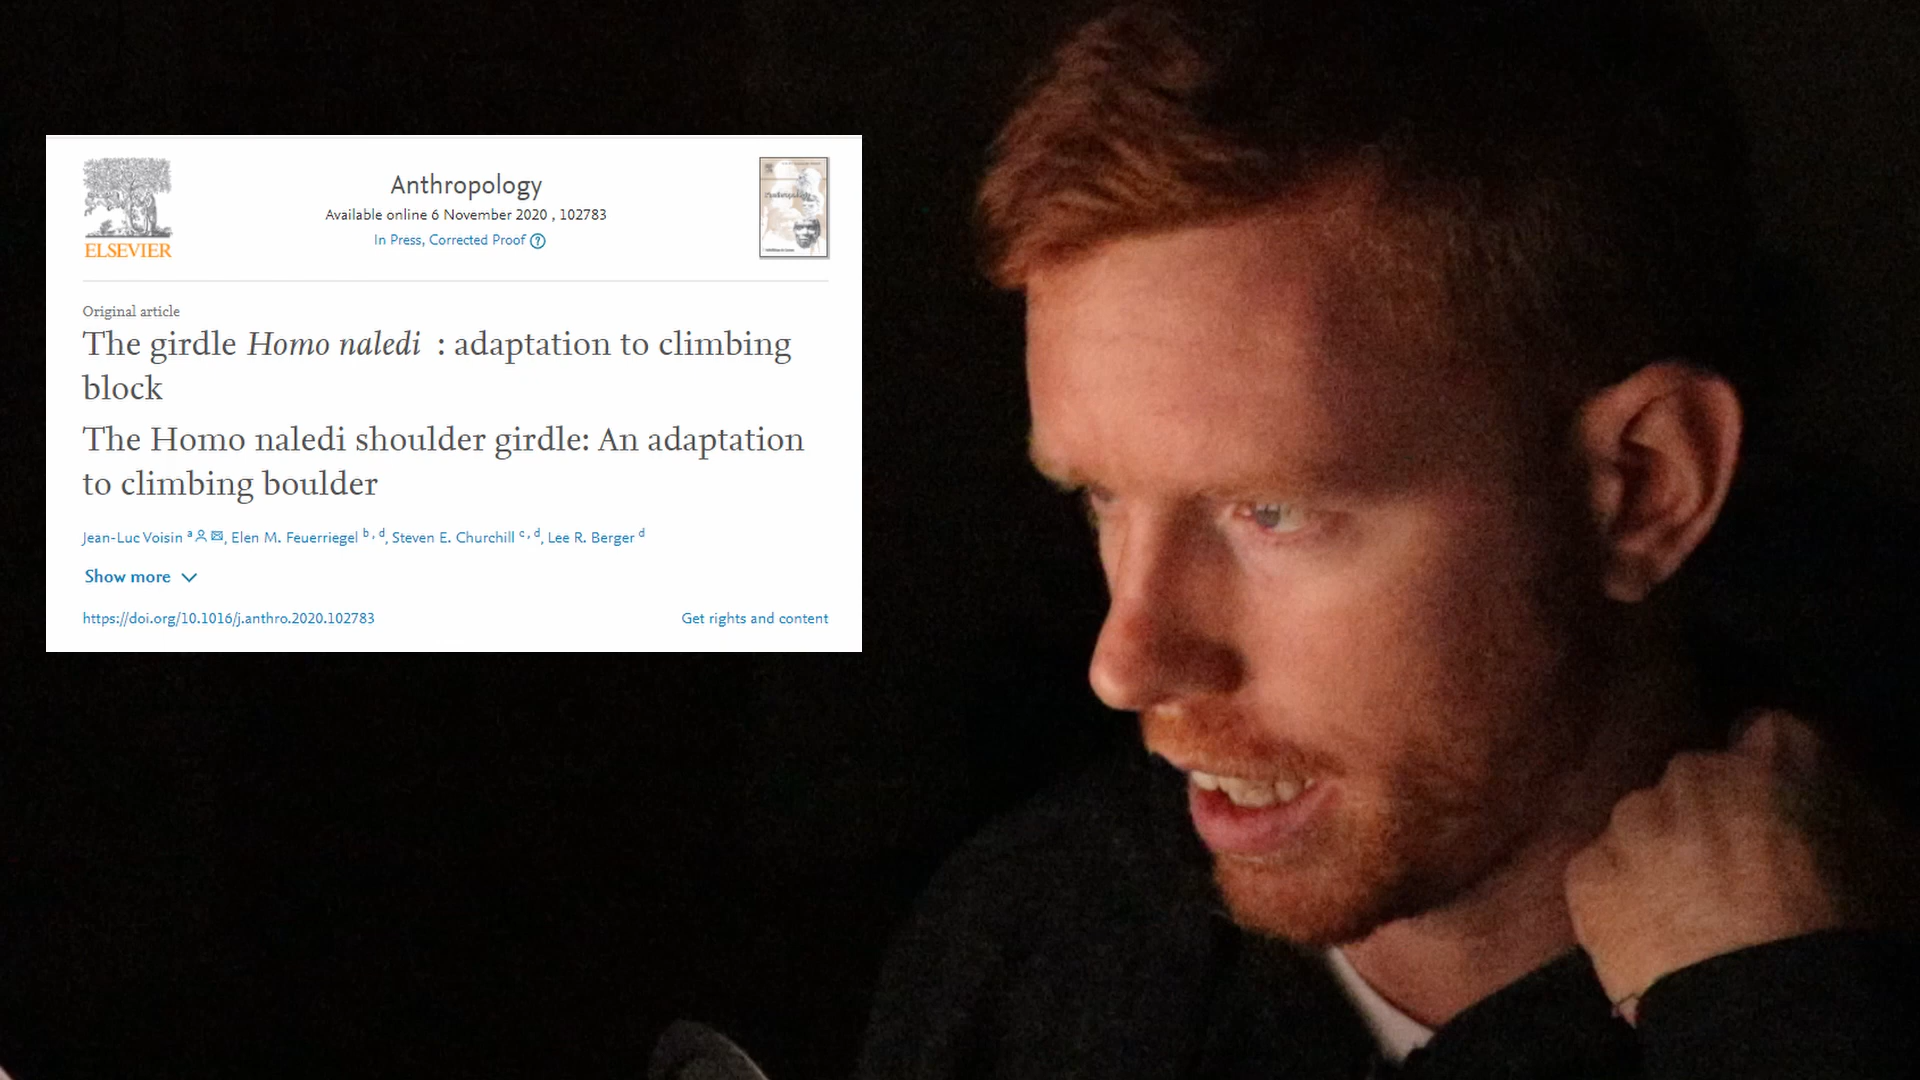 ELSEVIER
Anthropology
Available online 6 November 2020 , 102783
In Press, Corrected Proof ?
Original article
The girdle Homo naledi : adaptation to climbing
block
The Homo naledi shoulder girdle: An adaptation
to climbing boulder
Jean-Luc Voisin a, Elen M. Feuerriegel b, d, Steven E. Churchill c, d, Lee R. Berger d
Show more
https://doi.org/10.1016/j.anthro.2020.102783
Get rights and content